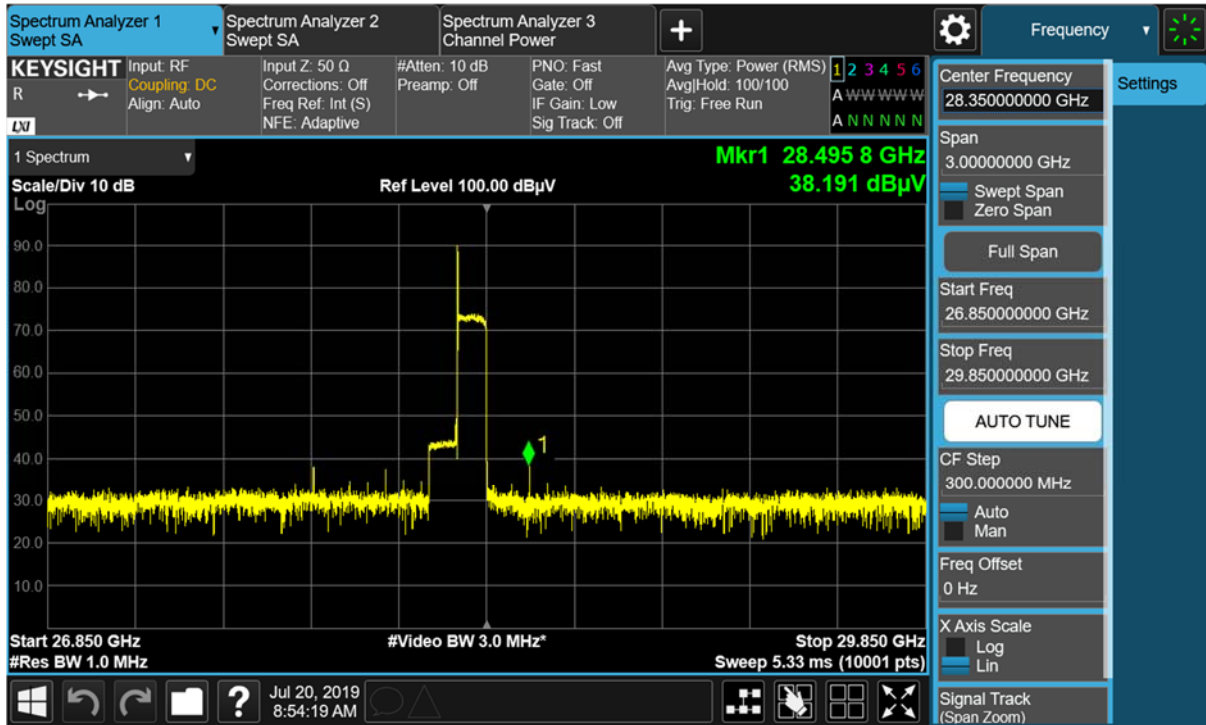 Spectrum Analyzer 1
Swept SA
Spectrum Analyzer 2
Swept SA
Spectrum Analyzer 3
Channel Power
Frequency
KEYSIGHT
R
LXI
Input: RF
Coupling: DC
Align: Auto
Input Z: 50 Ω
Corrections: Off
Freq Ref: Int (S)
NFE: Adaptive
#Atten: 10 dB
Preamp: Off
PNO: Fast
Gate: Off
IF Gain: Low
Sig Track: Off
Avg Type: Power (RMS)
Avg|Hold: 100/100
Trig: Free Run
1 2 3 4 5 6
A W W W W W
A N N N N N
1 Spectrum
Scale/Div 10 dB
Ref Level 100.00 dBµV
Mkr1 28.495 8 GHz
38.191 dBµV
Log
90.0
80.0
70.0
60.0
50.0
40.0
30.0
20.0
10.0
1
Start 26.850 GHz
#Res BW 1.0 MHz
#Video BW 3.0 MHz*
Stop 29.850 GHz
Sweep 5.33 ms (10001 pts)
?
Jul 20, 2019
8:54:19 AM
Settings
Center Frequency
28.350000000 GHz
Span
3.00000000 GHz
Swept Span
Zero Span
Full Span
Start Freq
26.850000000 GHz
Stop Freq
29.850000000 GHz
AUTO TUNE
CF Step
300.000000 MHz
Auto
Man
Freq Offset
0 Hz
X Axis Scale
Log
Lin
Signal Track
(Span Zoom)